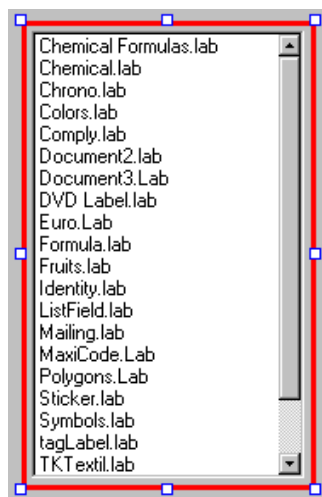 Chemical Formulas.lab
Chemical.lab
Chrono.lab
Colors.lab
Comply.lab
Document2.lab
Document3.Lab
DVD Label.lab
Euro.Lab
Formula.lab
Fruits.lab
Identity.lab
ListField.lab
Mailing.lab
MaxiCode.Lab
Polygons.Lab
Sticker.lab
Symbols.lab
tagLabel.lab
TKTextil.lab